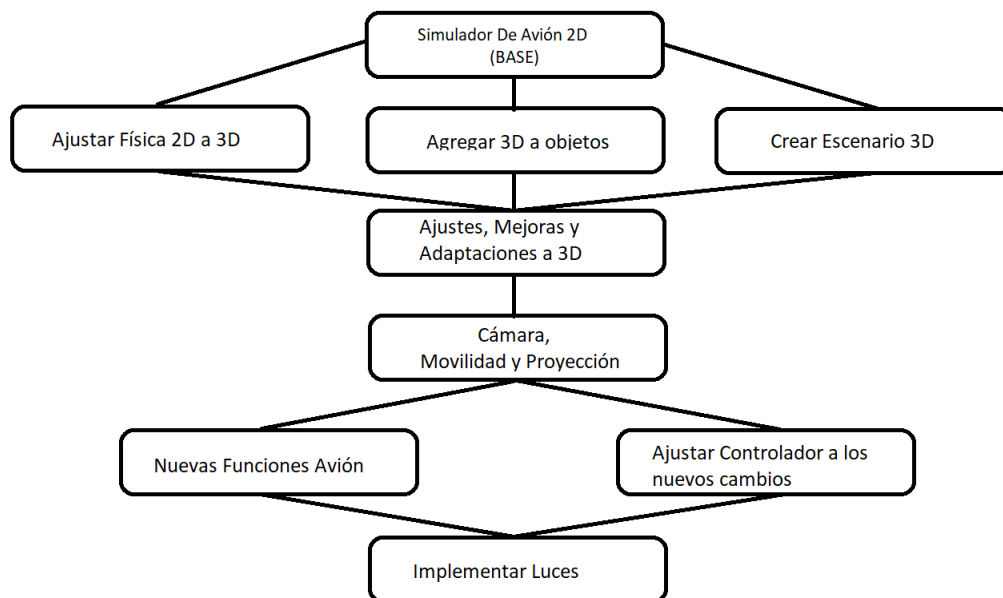 Simulador De Avión 2D
(BASE)
Ajustar Física 2D a 3D
Agregar 3D a objetos
Crear Escenario 3D
Ajustes, Mejoras y
Adaptaciones a 3D
Cámara,
Movilidad y Proyección
Nuevas Funciones Avión
Ajustar Controlador a los
nuevos cambios
Implementar Luces